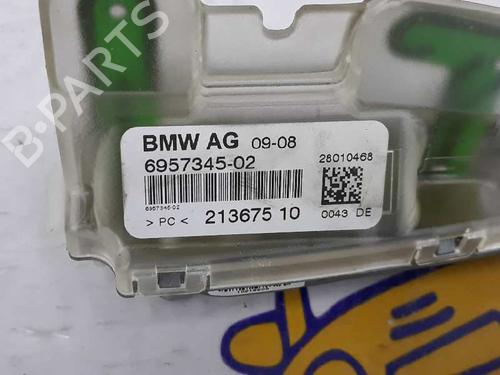 B-PARTS
BMW AG 09-08
6957345-02
28010468
6957345-02
> PC < 213675 10
0043 DE